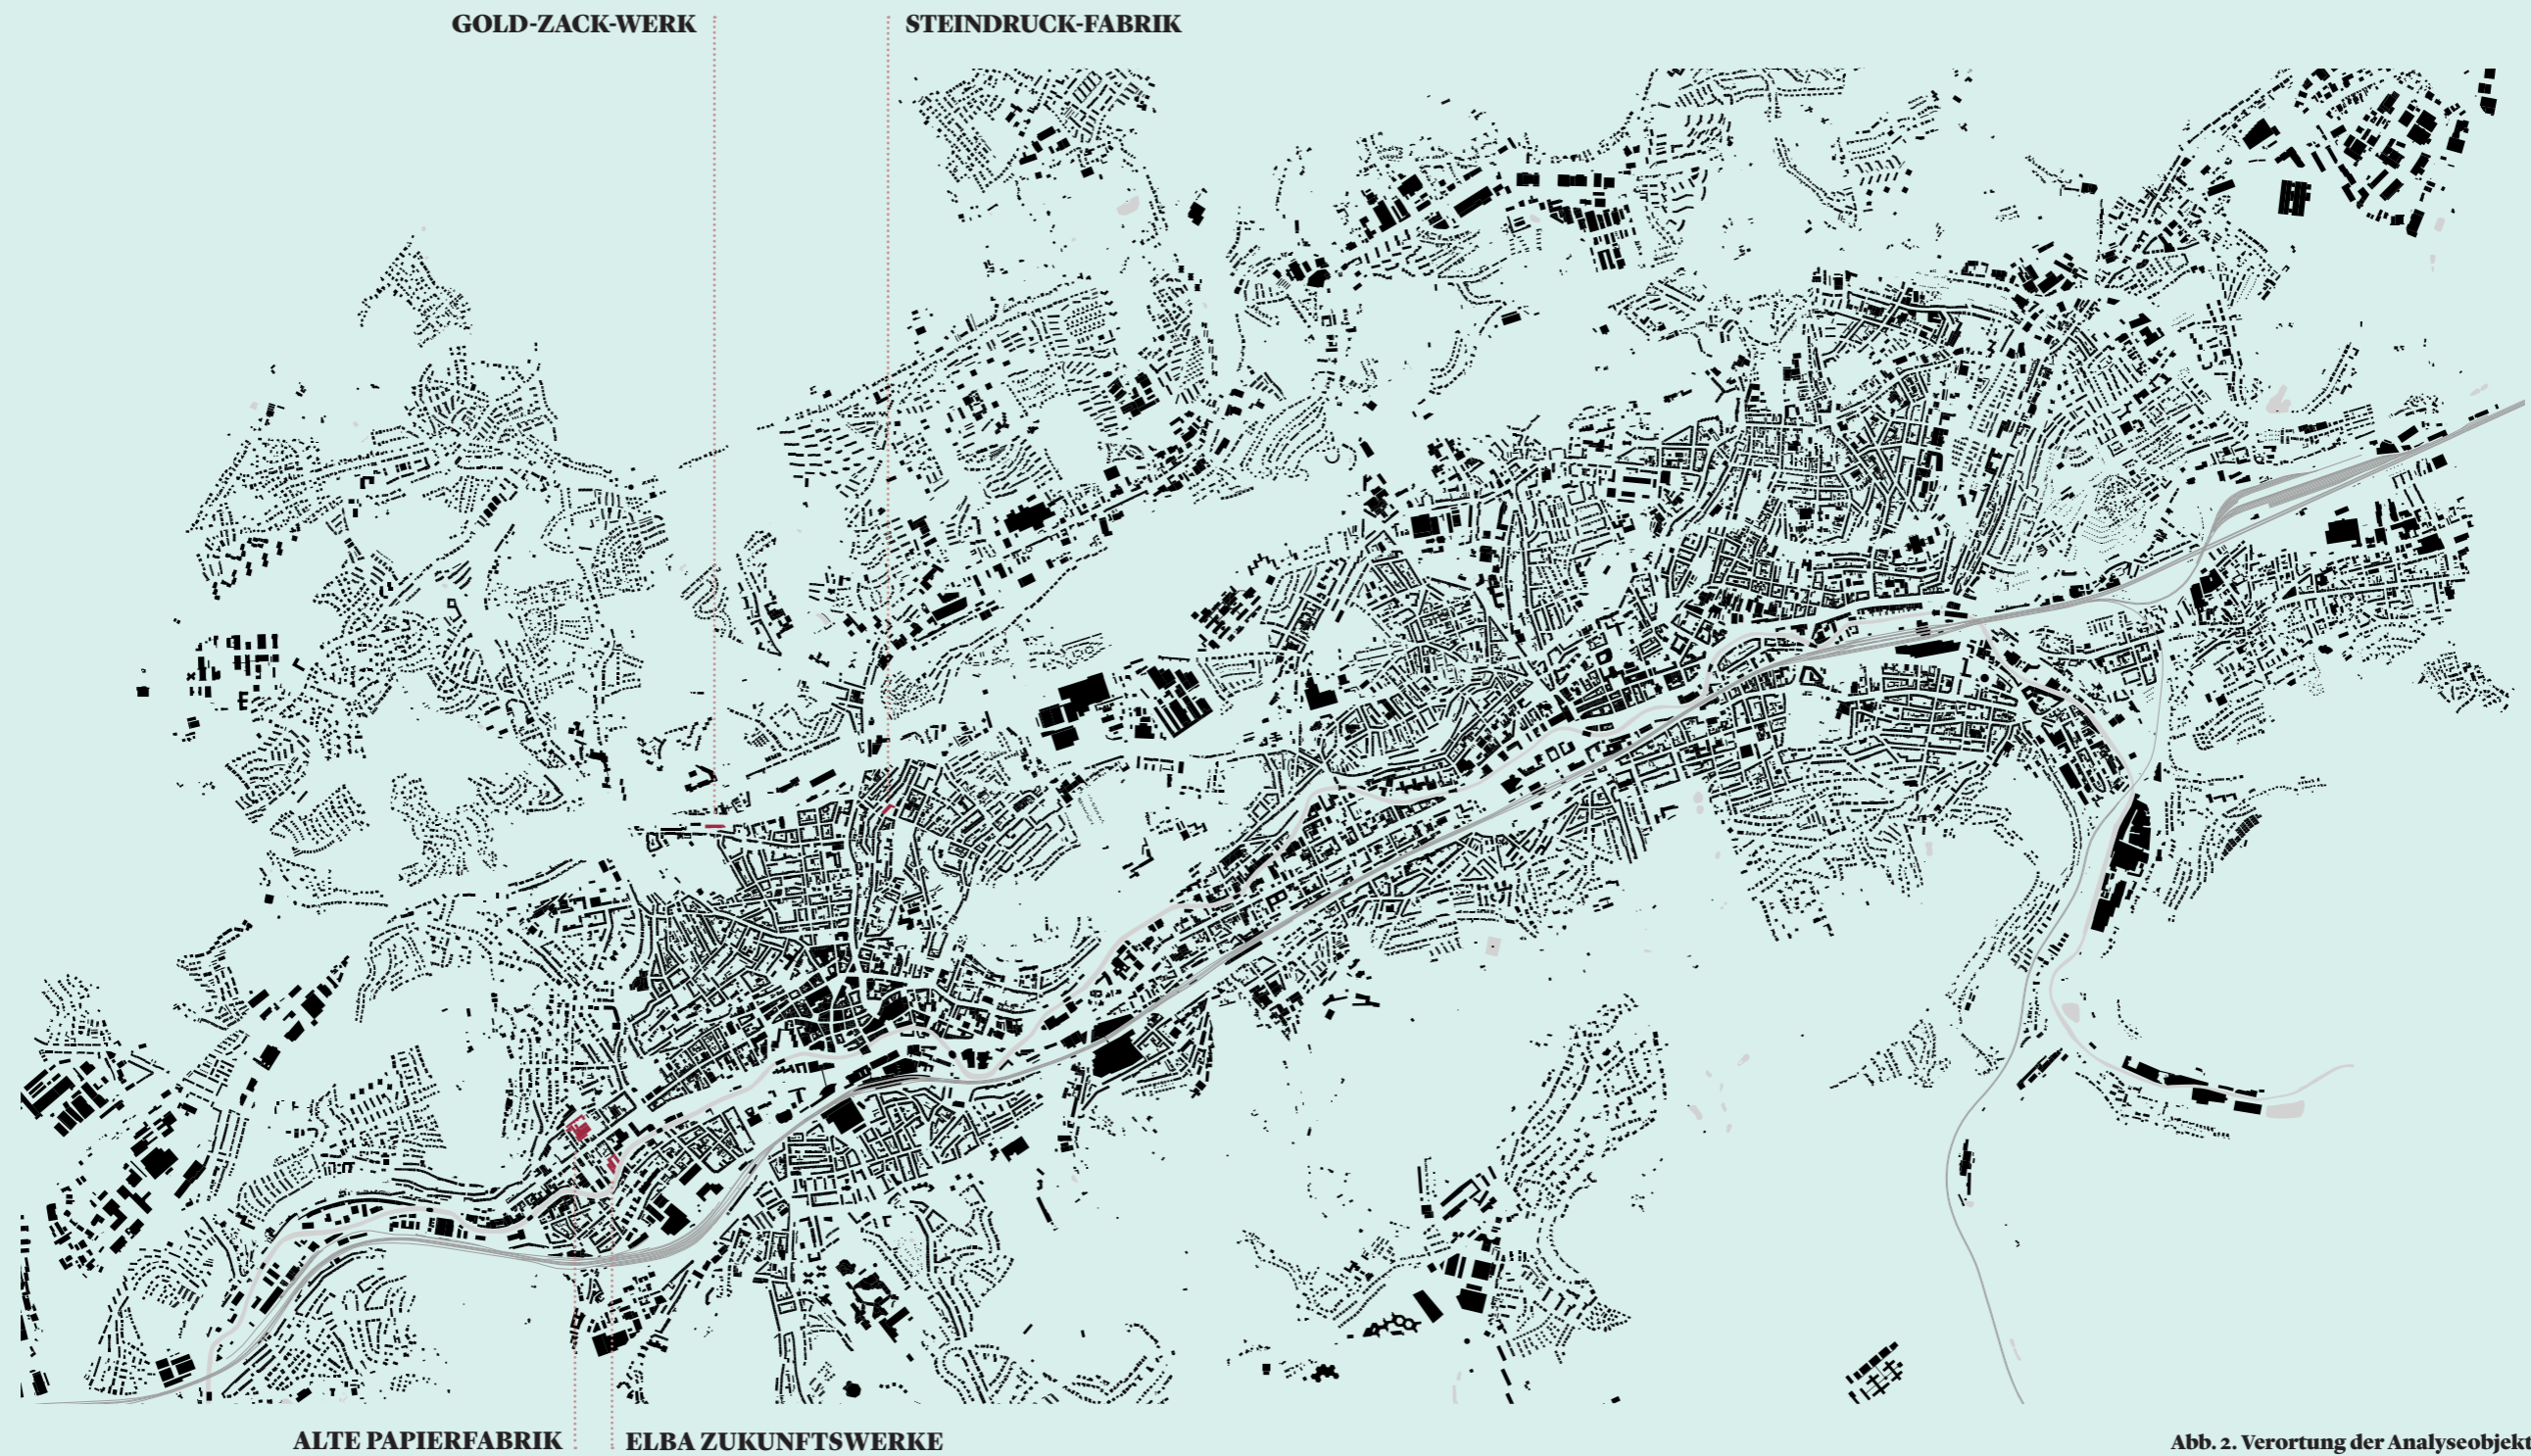 GOLD-ZACK-WERK
STEINDRUCK-FABRIK
ALTE PAPIERFABRIK
ELBA ZUKUNFTSWERKE
Abb. 2. Verortung der Analyseobjekt